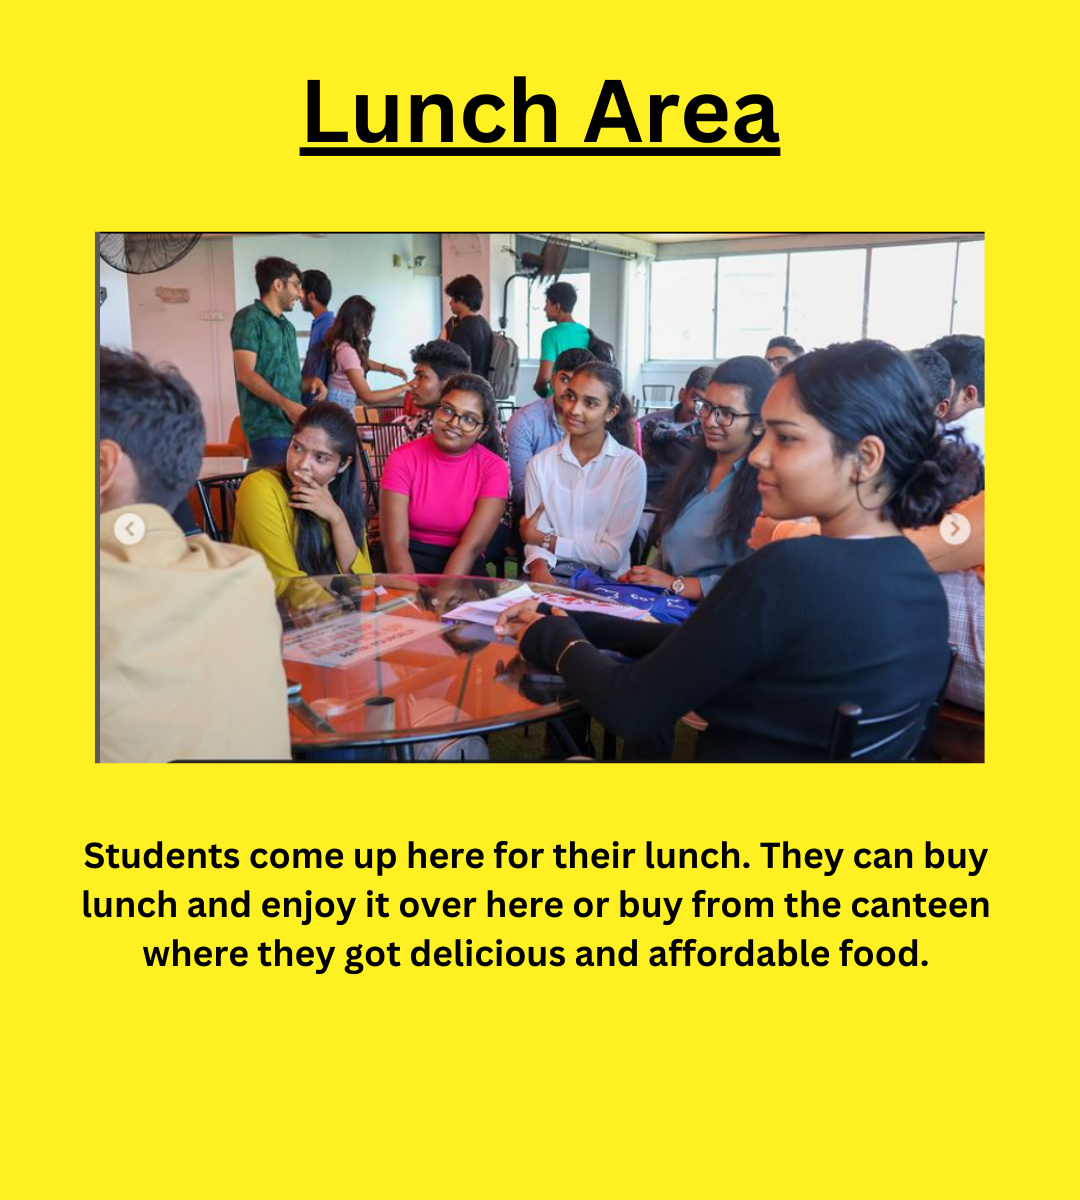 Lunch Area
Students come up here for their lunch. They can buy
lunch and enjoy it over here or buy from the canteen
where they got delicious and affordable food.